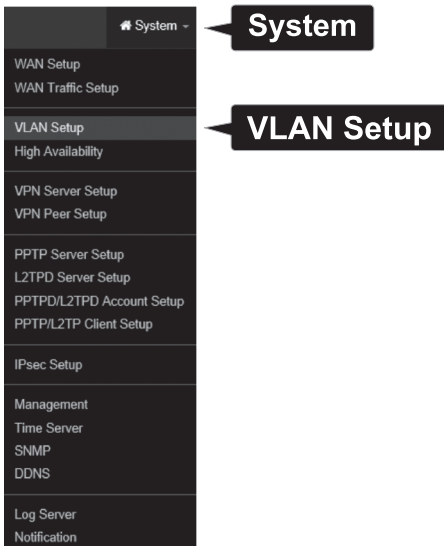 System
System
WAN Setup
WAN Traffic Setup
VLAN Setup
VLAN Setup
High Availability
VPN Server Setup
VPN Peer Setup
PPTP Server Setup
L2TPD Server Setup
PPTPD/L2TPD Account Setup
PPTP/L2TP Client Setup
IPsec Setup
Management
Time Server
SNMP
DDNS
Log Server
Notification